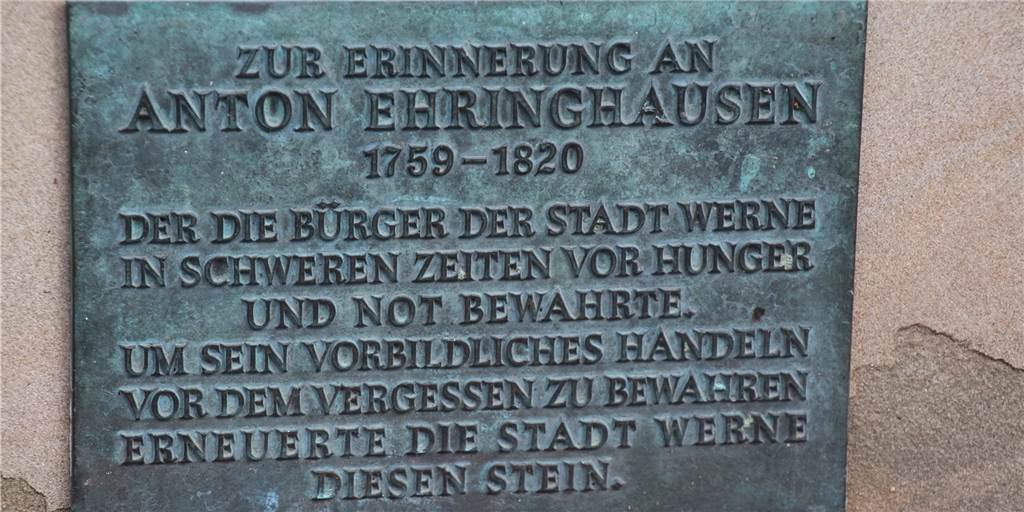 ZUR ERINNERUNG AN
ANTON EHRINGHAUSEN
1759-1820
DER DIE BÜRGER DER STADT WERNE
IN SCHWEREN ZEITEN VOR HUNGER
UND NOT BEWAHRTE.
UM SEIN VORBILDLICHES HANDELN
VOR DEM VERGESSEN ZU BEWAHREN
ERNEUERTE DIE STADT WERNE
DIESEN STEIN.